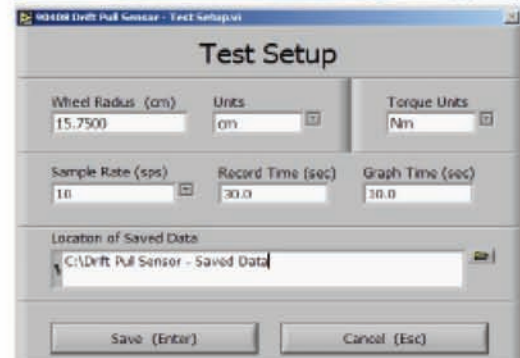 90408 Drift Pull Sensor - Test Setup.vi
Test Setup
Wheel Radius (cm) Units Torque Units
15.7500 cm Nm
Sample Rate (sps) Record Time (sec) Graph Time (sec)
10 30.0 10.0
Location of Saved Data
C:\Drift Pull Sensor - Saved Data
Save (Enter) Cancel (Esc)